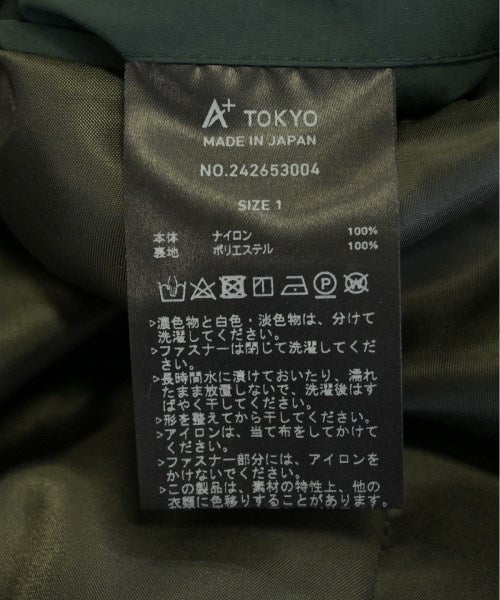 A+ TOKYO
MADE IN JAPAN
NO.242653004
SIZE 1
本体 ナイロン 100%
裏地 ポリエステル 100%
>濃色物と白色・淡色物は、分けて
洗濯してください。
>ファスナーは閉じて洗濯してくだ
さい。
>長時間水に漬けておいたり、濡れ
たまま放置しないで、洗濯後はす
ばやく干してください。
>形を整えてから干してください。
>アイロンは、当て布をしてかけて
ください。
>ファスナー部分には、アイロンを
かけないでください。
>この製品は、素材の特性上、他の
衣類に色移りすることがあります。